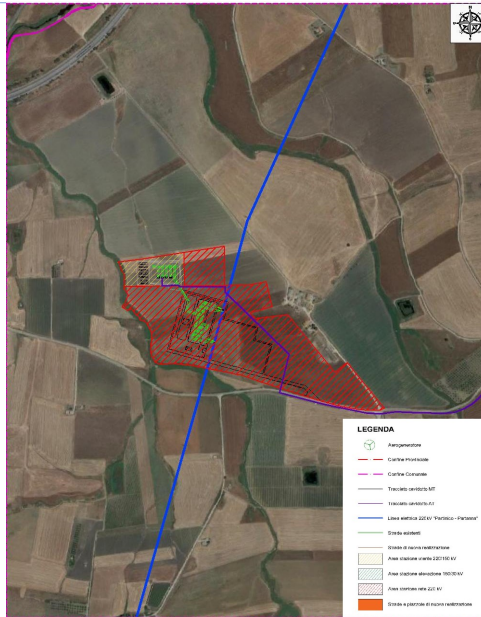 LEGENDA
Aerogeneratore
Confine Provinciale
Confine Comunale
Tracciato cavidotto MT
Tracciato cavidotto AT
Linea elettrica 220 kV "Partinico - Partanna"
Strade esistenti
Strade di nuova realizzazione
Area stazione utente 220/150 kV
Area stazione elevazione 150/30 kV
Area stazione rete 220 kV
Strade e piazzole di nuova realizzazione